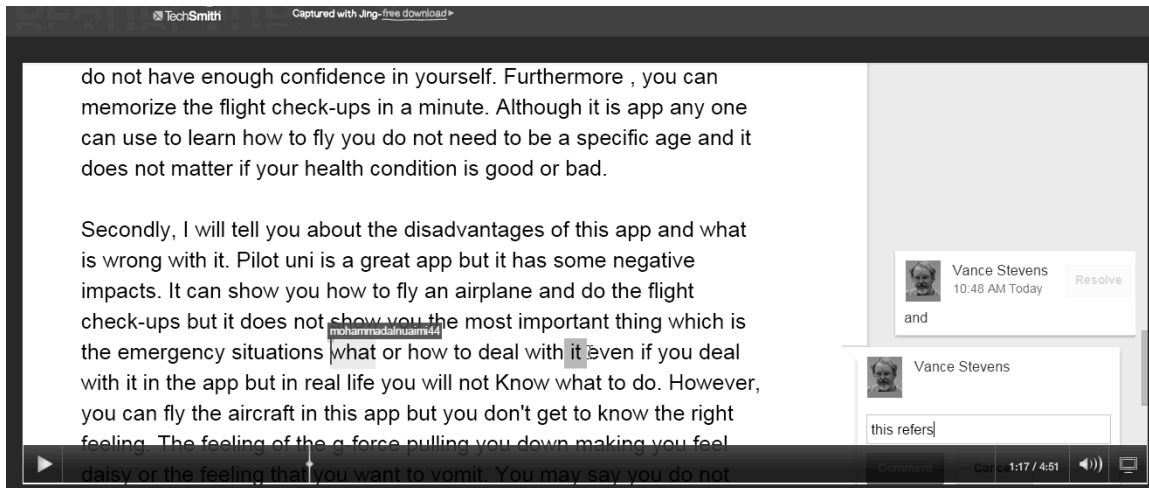 TechSmith Captured with Jing-free download
do not have enough confidence in yourself. Furthermore , you can
memorize the flight check-ups in a minute. Although it is app any one
can use to learn how to fly you do not need to be a specific age and it
does not matter if your health condition is good or bad.
Secondly, I will tell you about the disadvantages of this app and what
is wrong with it. Pilot uni is a great app but it has some negative
impacts. It can show you how to fly an airplane and do the flight
check-ups but it does not show you the most important thing which is
mohammadalnuaimi44
the emergency situations what or how to deal with it even if you deal
with it in the app but in real life you will not Know what to do. However,
you can fly the aircraft in this app but you don't get to know the right
feeling. The feeling of the g force pulling you down making you feel
daisy or the feeling that you want to vomit. You may say you do not
Vance Stevens
10:48 AM Today
Resolve
and
Vance Stevens
this refers
Comment
1:17 / 4:51